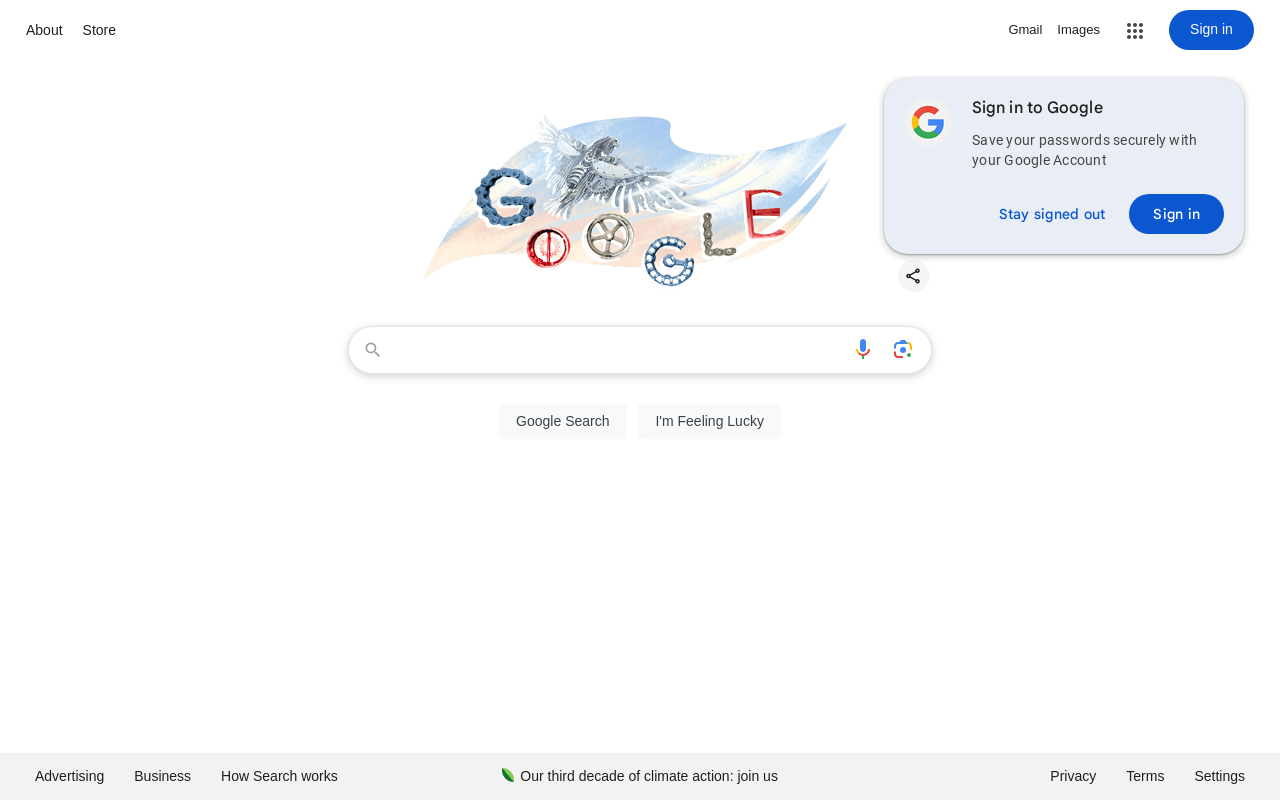 About Store
Gmail Images Sign in
Sign in to Google
Save your passwords securely with
your Google Account
Stay signed out Sign in
GOOGLE
Google Search I'm Feeling Lucky
Advertising Business How Search works
Our third decade of climate action: join us
Privacy Terms Settings